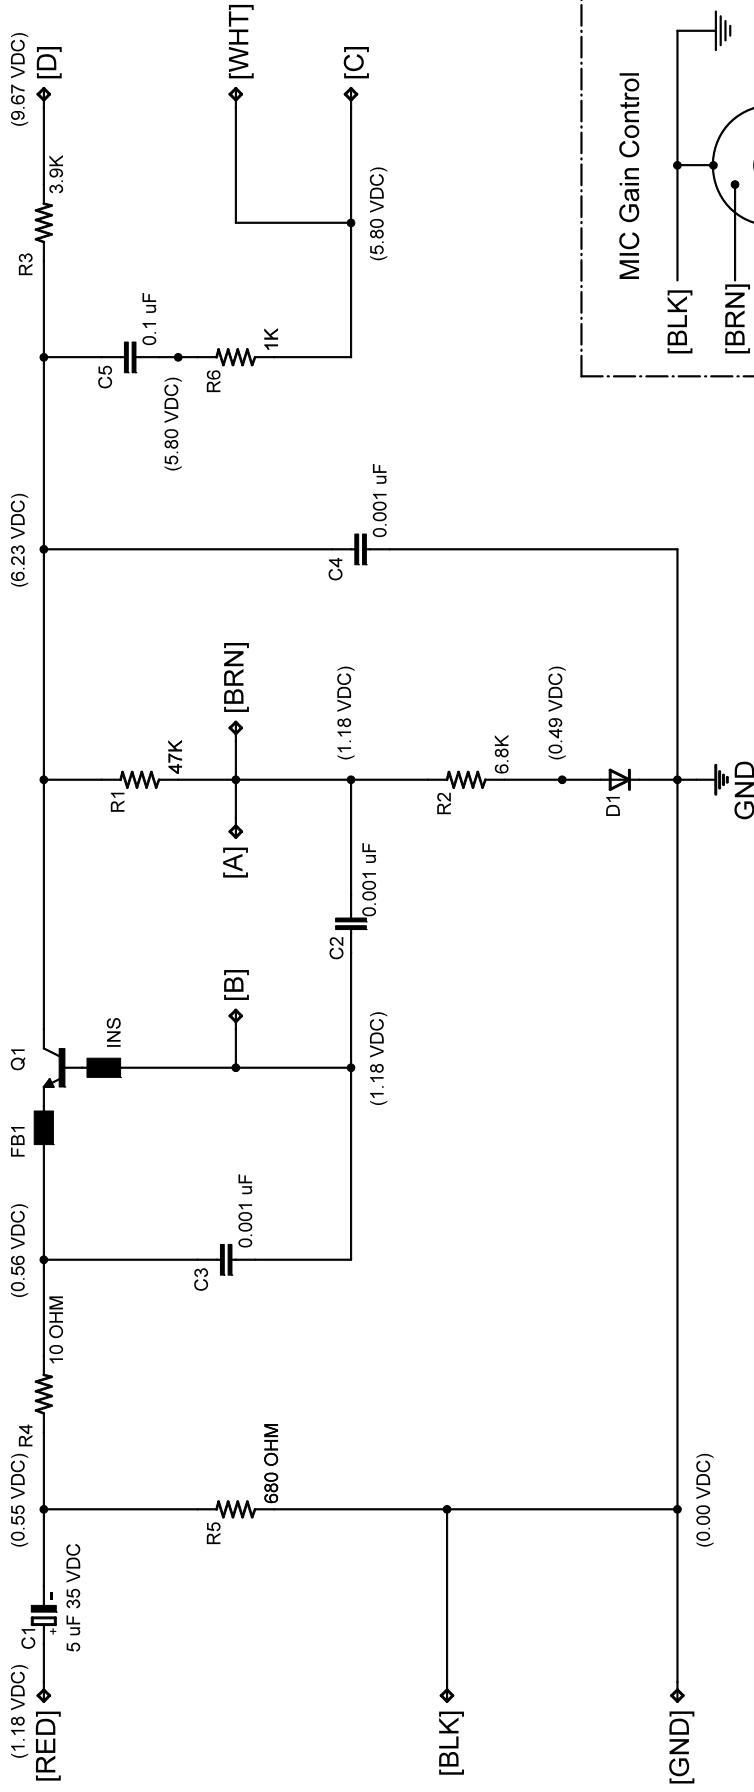 (1.18 VDC)
[RED]
C1
+
-
5 uF 35 VDC
(0.55 VDC)
R4
10 OHM
(0.56 VDC)
FB1
Q1
INS
(6.23 VDC)
R3
3.9K
(9.67 VDC)
[D]
R5
680 OHM
C3
0.001 uF
[B]
(1.18 VDC)
C2
0.001 uF
[A]
[BRN]
R1
47K
(1.18 VDC)
R2
6.8K
(0.49 VDC)
D1
GND
C4
0.001 uF
C5
0.1 uF
(5.80 VDC)
R6
1K
(5.80 VDC)
[WHT]
[C]
[BLK]
[GND]
(0.00 VDC)
MIC Gain Control
[BLK]
[BRN]